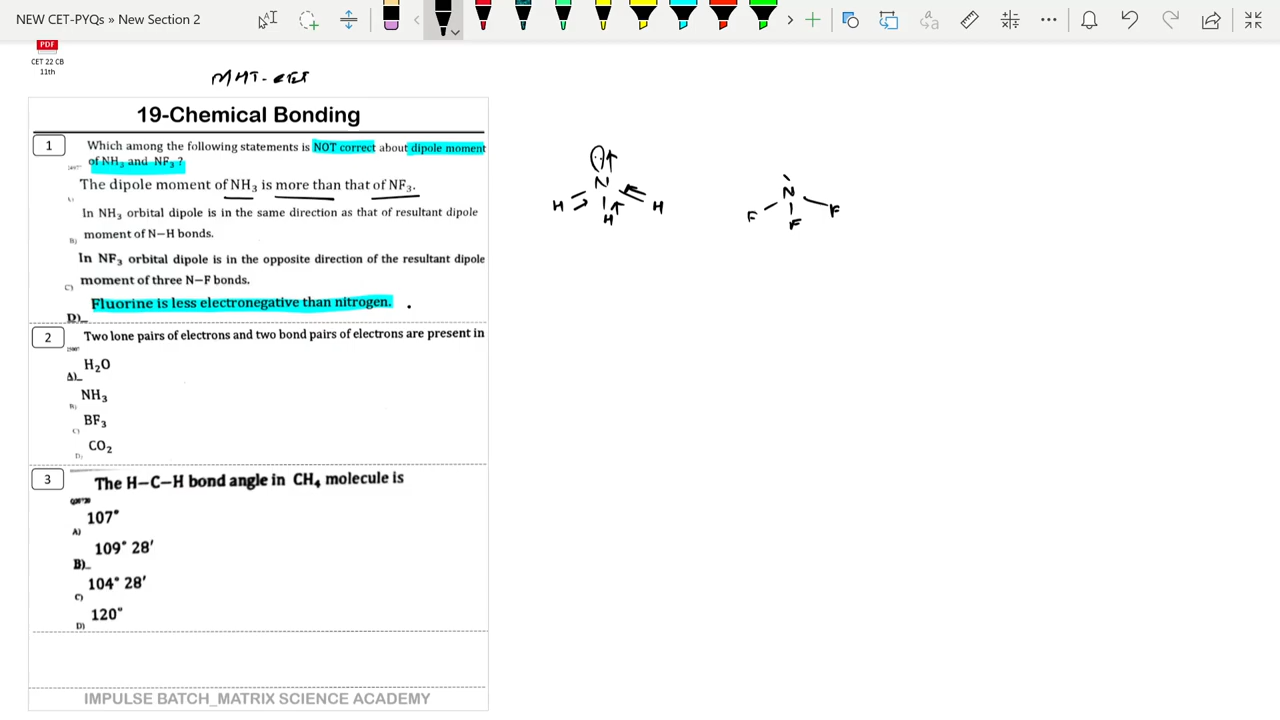 NEW CET-PYQs » New Section 2
PDF
CET 22 CB
11th
MHT-CET
19-Chemical Bonding
1
Which among the following statements is NOT correct about dipole moment
of NH₃ and NF₃ ?
The dipole moment of NH₃ is more than that of NF₃.
In NH₃ orbital dipole is in the same direction as that of resultant dipole
B)
moment of N–H bonds.
In NF₃ orbital dipole is in the opposite direction of the resultant dipole
C)
moment of three N–F bonds.
Fluorine is less electronegative than nitrogen.
D)
2
Two lone pairs of electrons and two bond pairs of electrons are present in
H₂O
A)
NH₃
B)
BF₃
C)
CO₂
D)
3
The H–C–H bond angle in CH₄ molecule is
107°
A)
109° 28′
B)
104° 28′
C)
120°
D)
IMPULSE BATCH_MATRIX SCIENCE ACADEMY
N
H H H
N
F F F